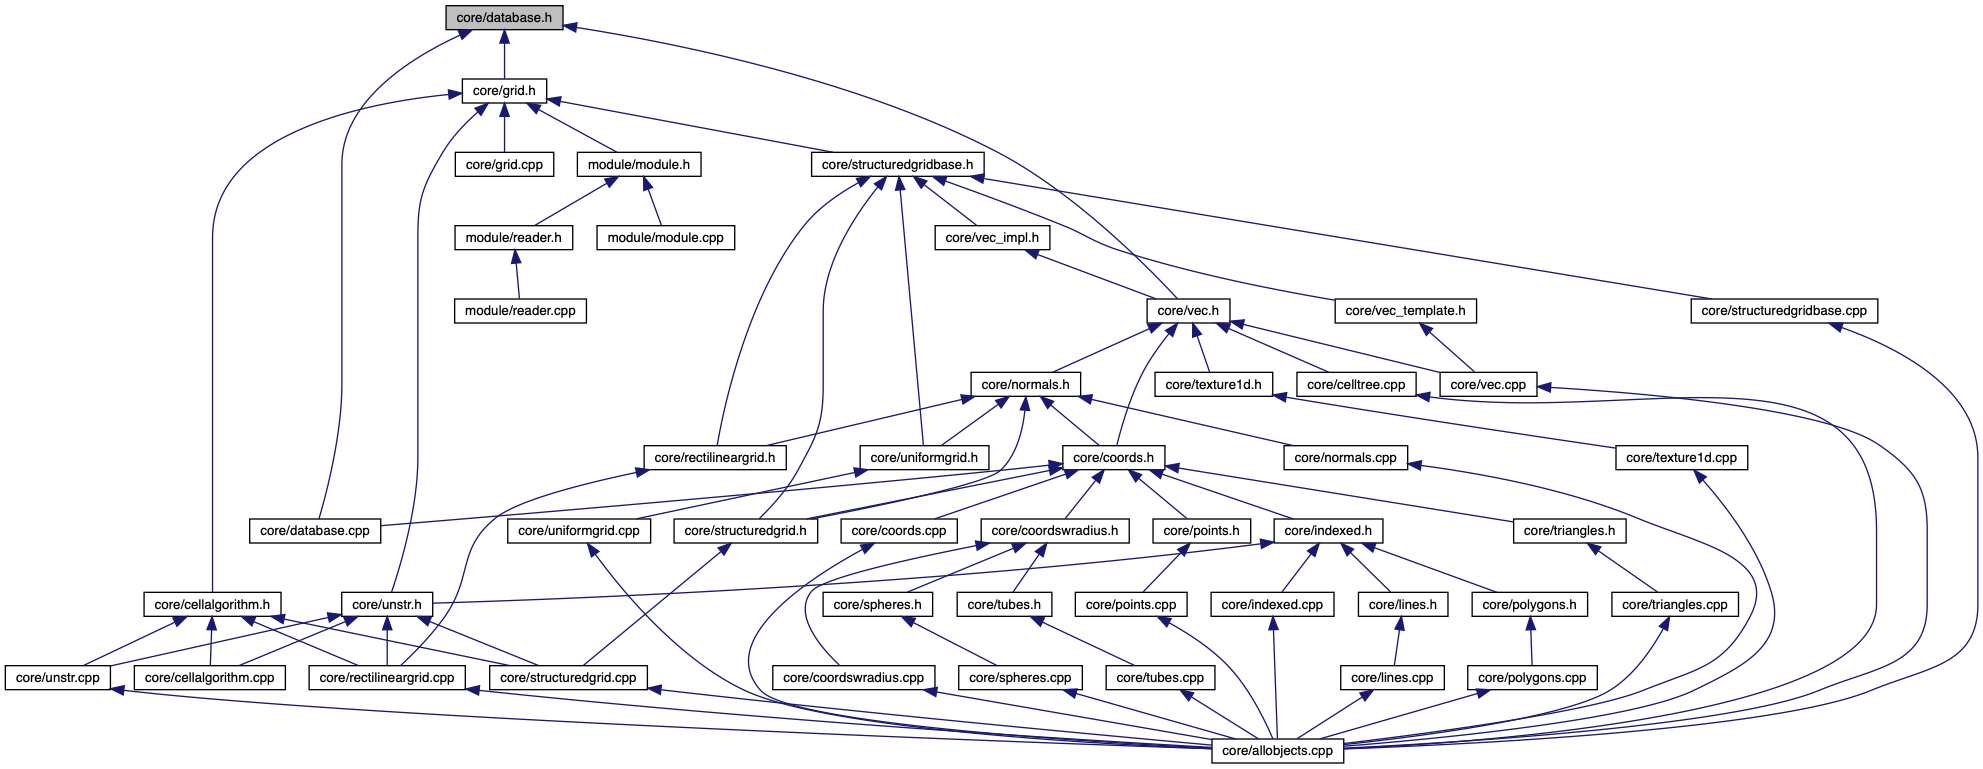 core/database.h
core/grid.h
core/grid.cpp
module/module.h
core/structuredgridbase.h
module/reader.h
module/module.cpp
core/vec_impl.h
module/reader.cpp
core/vec.h
core/vec_template.h
core/structuredgridbase.cpp
core/normals.h
core/texture1d.h
core/celltree.cpp
core/vec.cpp
core/rectilineargrid.h
core/uniformgrid.h
core/coords.h
core/normals.cpp
core/texture1d.cpp
core/database.cpp
core/uniformgrid.cpp
core/structuredgrid.h
core/coords.cpp
core/coordswradius.h
core/points.h
core/indexed.h
core/triangles.h
core/cellalgorithm.h
core/unstr.h
core/spheres.h
core/tubes.h
core/points.cpp
core/indexed.cpp
core/lines.h
core/polygons.h
core/triangles.cpp
core/unstr.cpp
core/cellalgorithm.cpp
core/rectilineargrid.cpp
core/structuredgrid.cpp
core/coordswradius.cpp
core/spheres.cpp
core/tubes.cpp
core/lines.cpp
core/polygons.cpp
core/allobjects.cpp